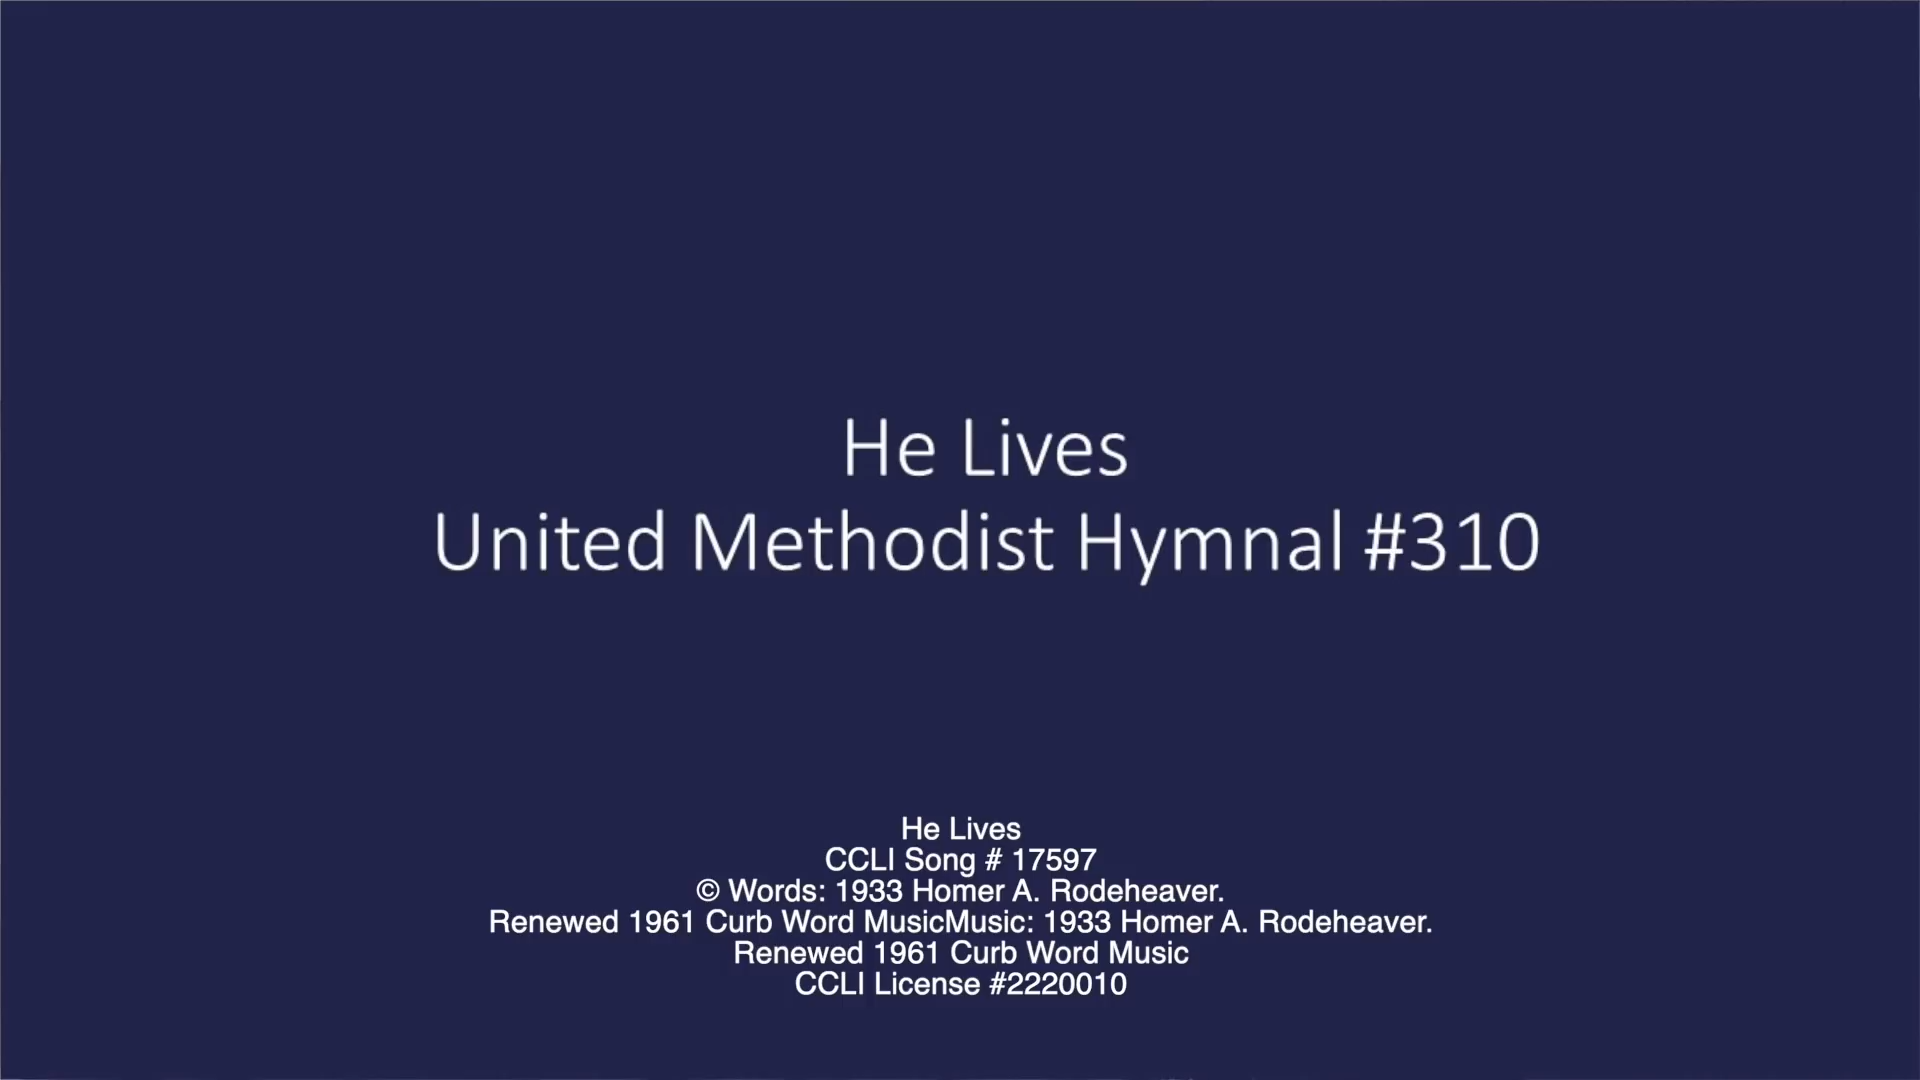 He Lives
United Methodist Hymnal #310
He Lives
CCLI Song # 17597
© Words: 1933 Homer A. Rodeheaver.
Renewed 1961 Curb Word MusicMusic: 1933 Homer A. Rodeheaver.
Renewed 1961 Curb Word Music
CCLI License #2220010